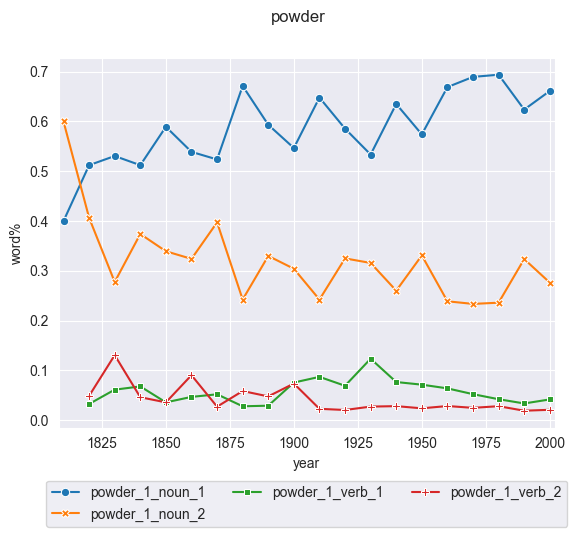 powder
0.7
0.6
0.5
0.4
0.3
0.2
0.1
0.0
word%
1825 1850 1875 1900 1925 1950 1975 2000
year
powder_1_noun_1 powder_1_verb_1 powder_1_verb_2
powder_1_noun_2